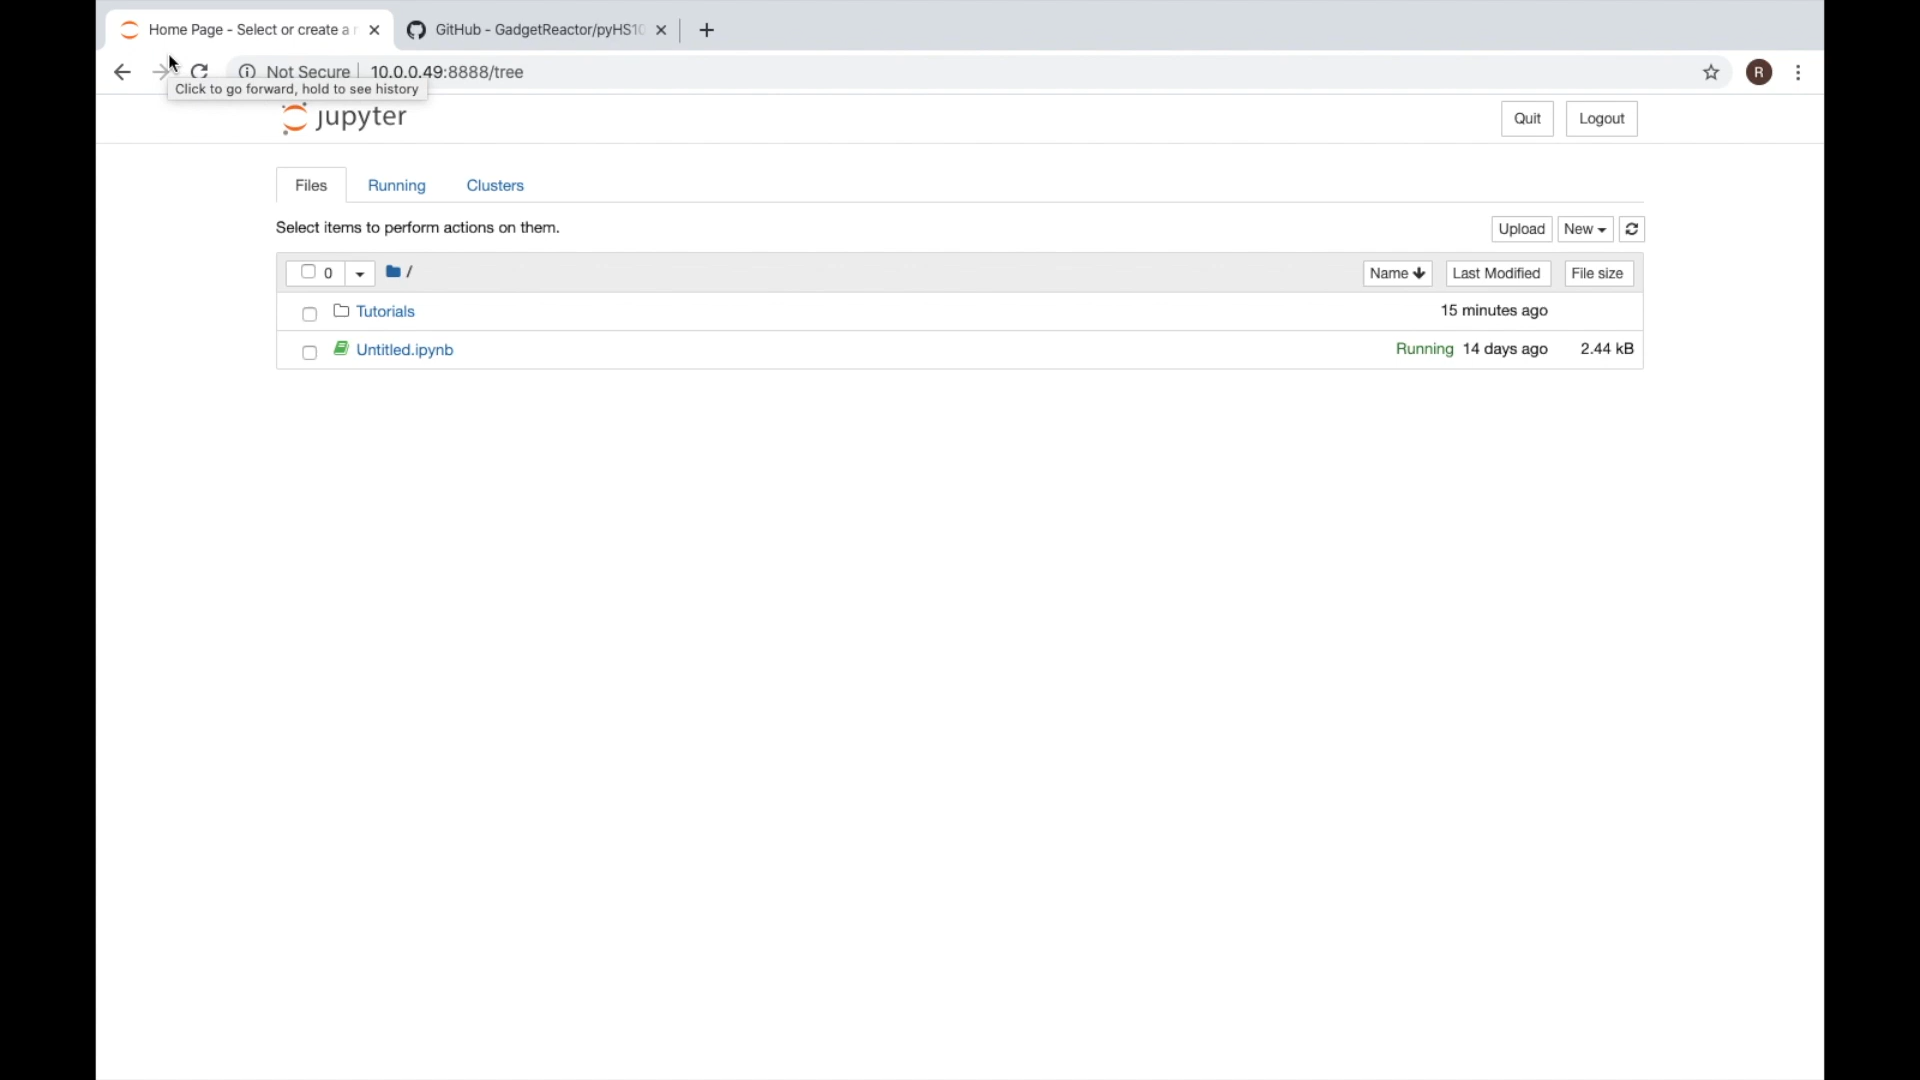 Home Page - Select or create a n
GitHub - GadgetReactor/pyHS10
Not Secure | 10.0.0.49:8888/tree
R
Click to go forward, hold to see history
jupyter
Quit Logout
Files Running Clusters
Select items to perform actions on them.
Upload New
0 / Name Last Modified File size
Tutorials 15 minutes ago
Untitled.ipynb Running 14 days ago 2.44 kB